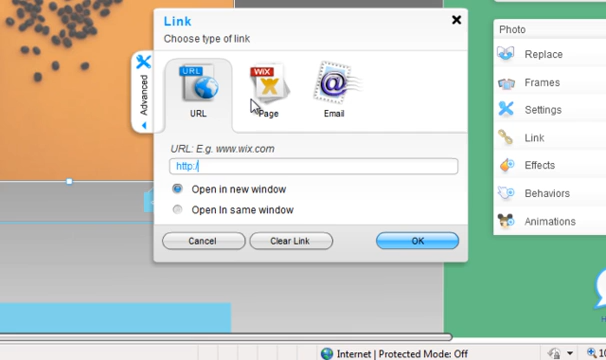 Link
Choose type of link
Advanced
URL
WIX
URL
Page
Email
URL: E.g. www.wix.com
http:/
Open in new window
Open In same window
Cancel
Clear Link
OK
Photo
Replace
Frames
Settings
Link
Effects
Behaviors
Animations
Internet | Protected Mode: Off